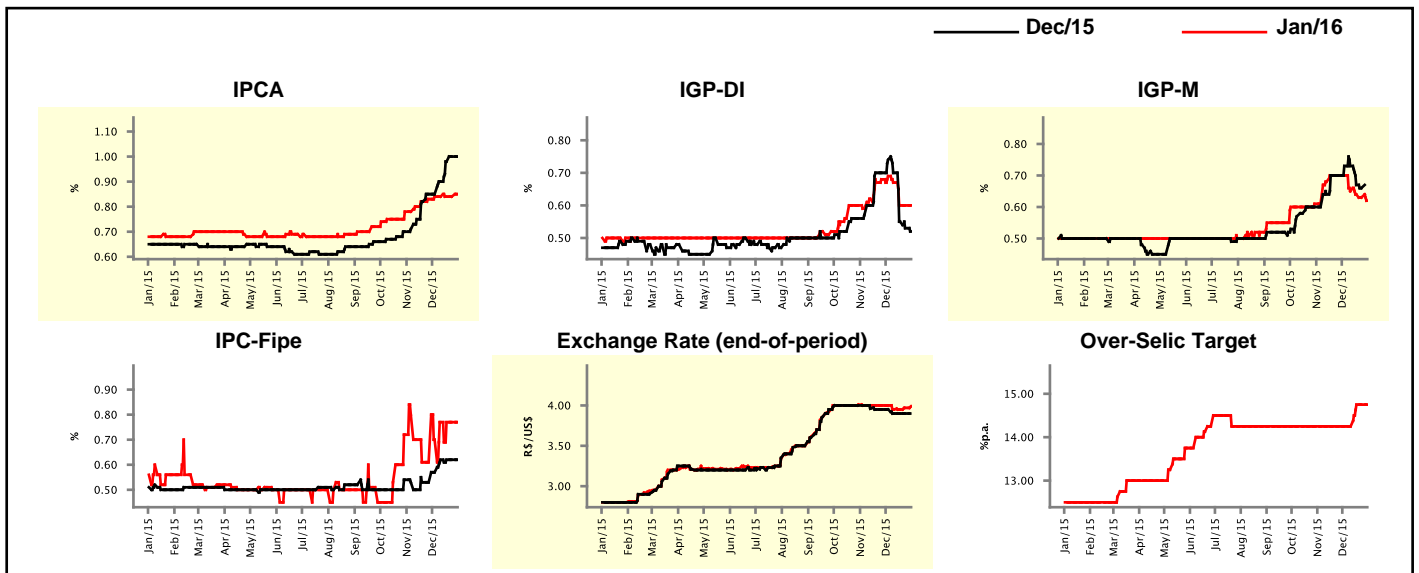 Dec/15 Jan/16
IPCA
%
1.10
1.00
0.90
0.80
0.70
0.60
Jan/15 Feb/15 Mar/15 Apr/15 May/15 Jun/15 Jul/15 Aug/15 Sep/15 Oct/15 Nov/15 Dec/15
IGP-DI
%
0.80
0.70
0.60
0.50
Jan/15 Feb/15 Mar/15 Apr/15 May/15 Jun/15 Jul/15 Aug/15 Sep/15 Oct/15 Nov/15 Dec/15
IGP-M
%
0.80
0.70
0.60
0.50
Jan/15 Feb/15 Mar/15 Apr/15 May/15 Jun/15 Jul/15 Aug/15 Sep/15 Oct/15 Nov/15 Dec/15
IPC-Fipe
%
0.90
0.80
0.70
0.60
0.50
Jan/15 Feb/15 Mar/15 Apr/15 May/15 Jun/15 Jul/15 Aug/15 Sep/15 Oct/15 Nov/15 Dec/15
Exchange Rate (end-of-period)
R$/US$
4.00
3.50
3.00
Jan/15 Feb/15 Mar/15 Apr/15 May/15 Jun/15 Jul/15 Aug/15 Sep/15 Oct/15 Nov/15 Dec/15
Over-Selic Target
%p.a.
15.00
14.00
13.00
Jan/15 Feb/15 Mar/15 Apr/15 May/15 Jun/15 Jul/15 Aug/15 Sep/15 Oct/15 Nov/15 Dec/15